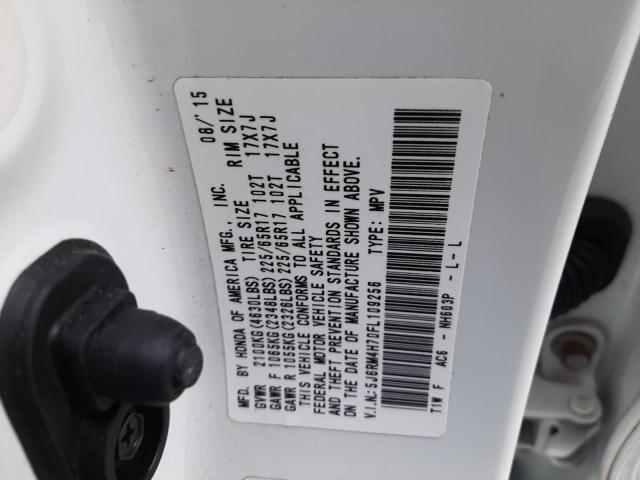 MFD. BY HONDA OF AMERICA MFG., INC. 08/'15
TIRE SIZE RIM SIZE
GVWR 2101KG(4630LBS)
GAWR F 1065KG(2348LBS) 225/65R17 102T 17X7J
GAWR R 1055KG(2326LBS) 225/65R17 102T 17X7J
THIS VEHICLE CONFORMS TO ALL APPLICABLE
FEDERAL MOTOR VEHICLE SAFETY
AND THEFT PREVENTION STANDARDS IN EFFECT
ON THE DATE OF MANUFACTURE SHOWN ABOVE.
V.I.N:5J6RM4H70FL109256 TYPE: MPV
TIW F AC6 - NH603P - L - L